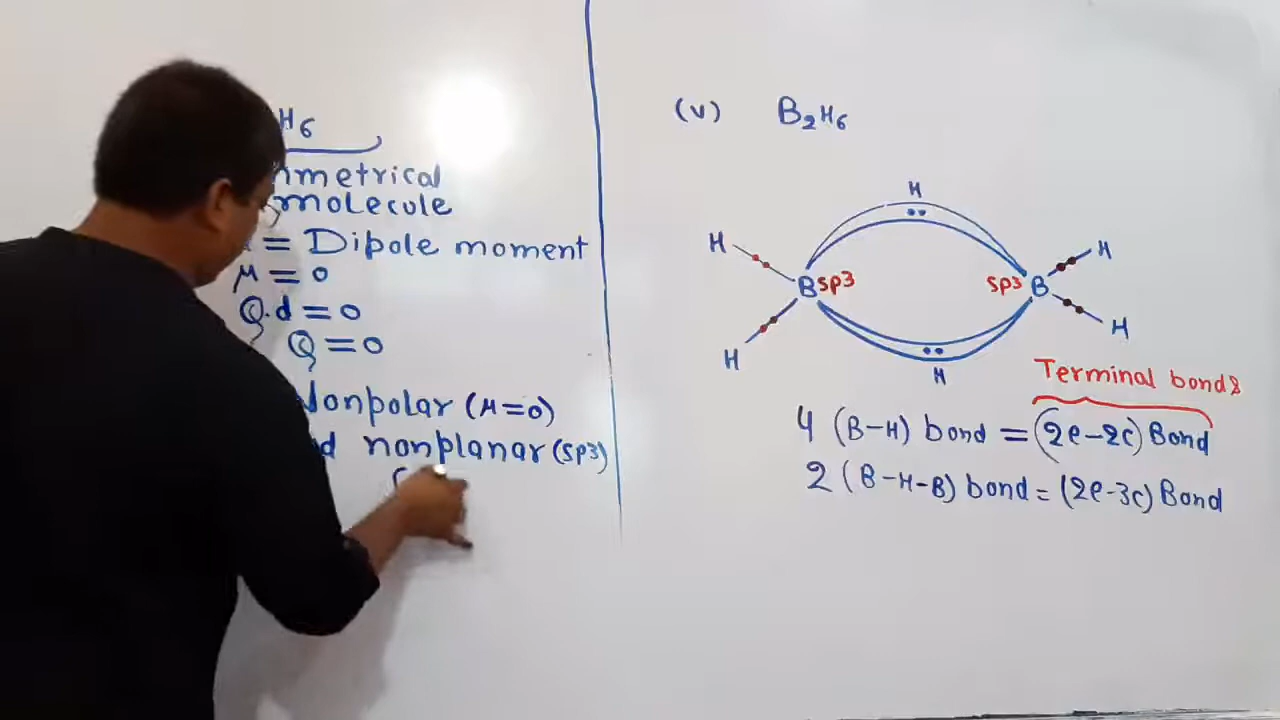 H6
mmetrical
molecule
= Dipole moment
μ = 0
Q.d = 0
Q = 0
Nonpolar (μ=0)
nonplanar (sp3)
(
(v) B2H6
H
H H
B sp3 sp3 B
H H
H
Terminal bonds
4 (B-H) bond = (2e-2c) Bond
2 (B-H-B) bond = (2e-3c) Bond